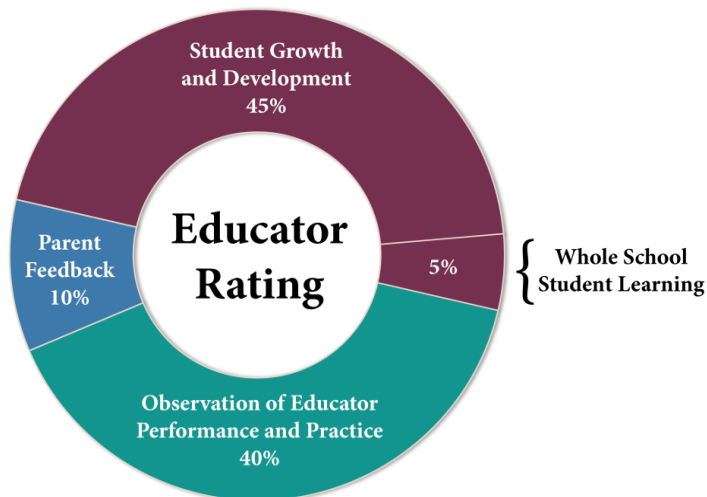 Student Growth
and Development
45%
Educator
Rating
Parent
Feedback
10%
5%
Whole School
Student Learning
Observation of Educator
Performance and Practice
40%